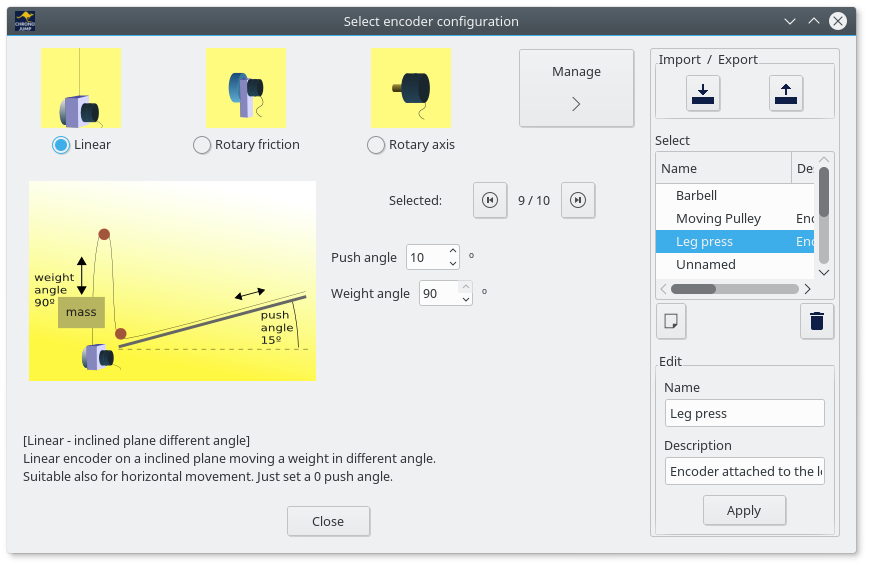 Select encoder configuration
CHRONO
JUMP
Linear
Rotary friction
Rotary axis
Manage
weight
angle
90º
mass
push
angle
15º
Selected:
9 / 10
Push angle 10 º
Weight angle 90 º
[Linear - inclined plane different angle]
Linear encoder on a inclined plane moving a weight in different angle.
Suitable also for horizontal movement. Just set a 0 push angle.
Close
Import / Export
Select
Name De
Barbell
Moving Pulley Enc
Leg press Enc
Unnamed
Edit
Name
Leg press
Description
Encoder attached to the l
Apply